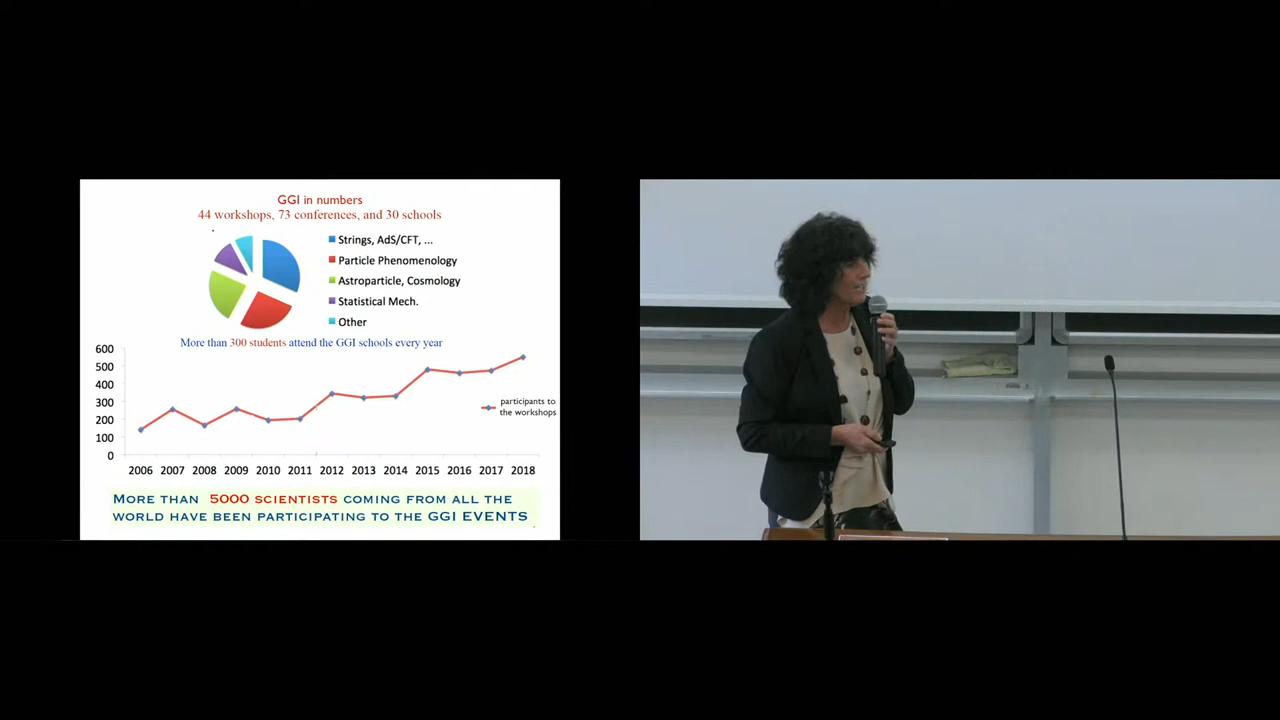 GGI in numbers
44 workshops, 73 conferences, and 30 schools
Strings, AdS/CFT, ...
Particle Phenomenology
Astroparticle, Cosmology
Statistical Mech.
Other
More than 300 students attend the GGI schools every year
600
500
400
300
200
100
0
participants to
the workshops
2006 2007 2008 2009 2010 2011 2012 2013 2014 2015 2016 2017 2018
MORE THAN 5000 SCIENTISTS COMING FROM ALL THE
WORLD HAVE BEEN PARTICIPATING TO THE GGI EVENTS